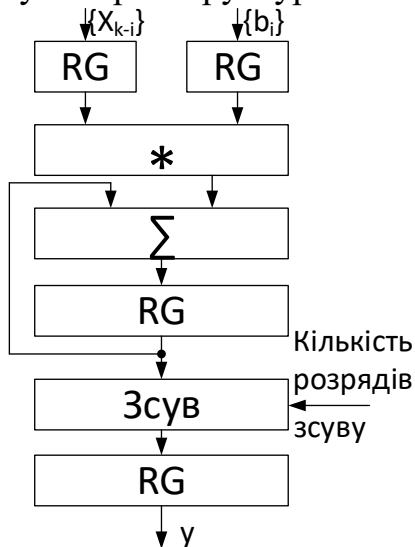 {X_{k-i}} {b_i}
RG RG
*
∑
RG
Кількість
розрядів
зсуву
Зсув
RG
y